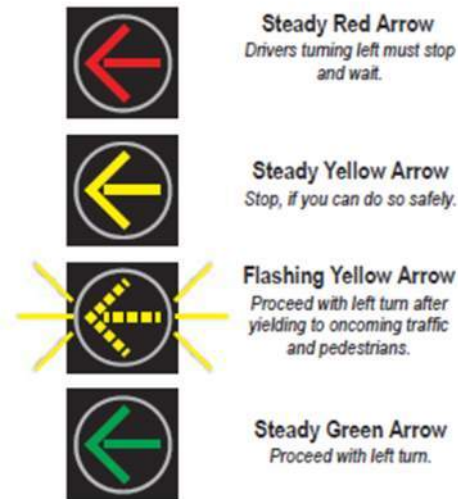 Steady Red Arrow
Drivers turning left must stop
and wait.
Steady Yellow Arrow
Stop, if you can do so safely.
Flashing Yellow Arrow
Proceed with left turn after
yielding to oncoming traffic
and pedestrians.
Steady Green Arrow
Proceed with left turn.